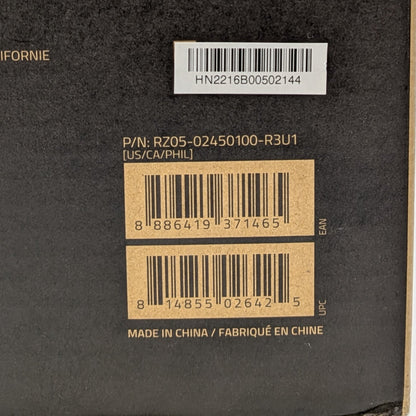 IFORNIE
HN2216B00502144
P/N: RZ05-02450100-R3U1
[US/CA/PHIL]
8 886419 371465
EAN
8 14855 02642 5
UPC
MADE IN CHINA / FABRIQUÉ EN CHINE